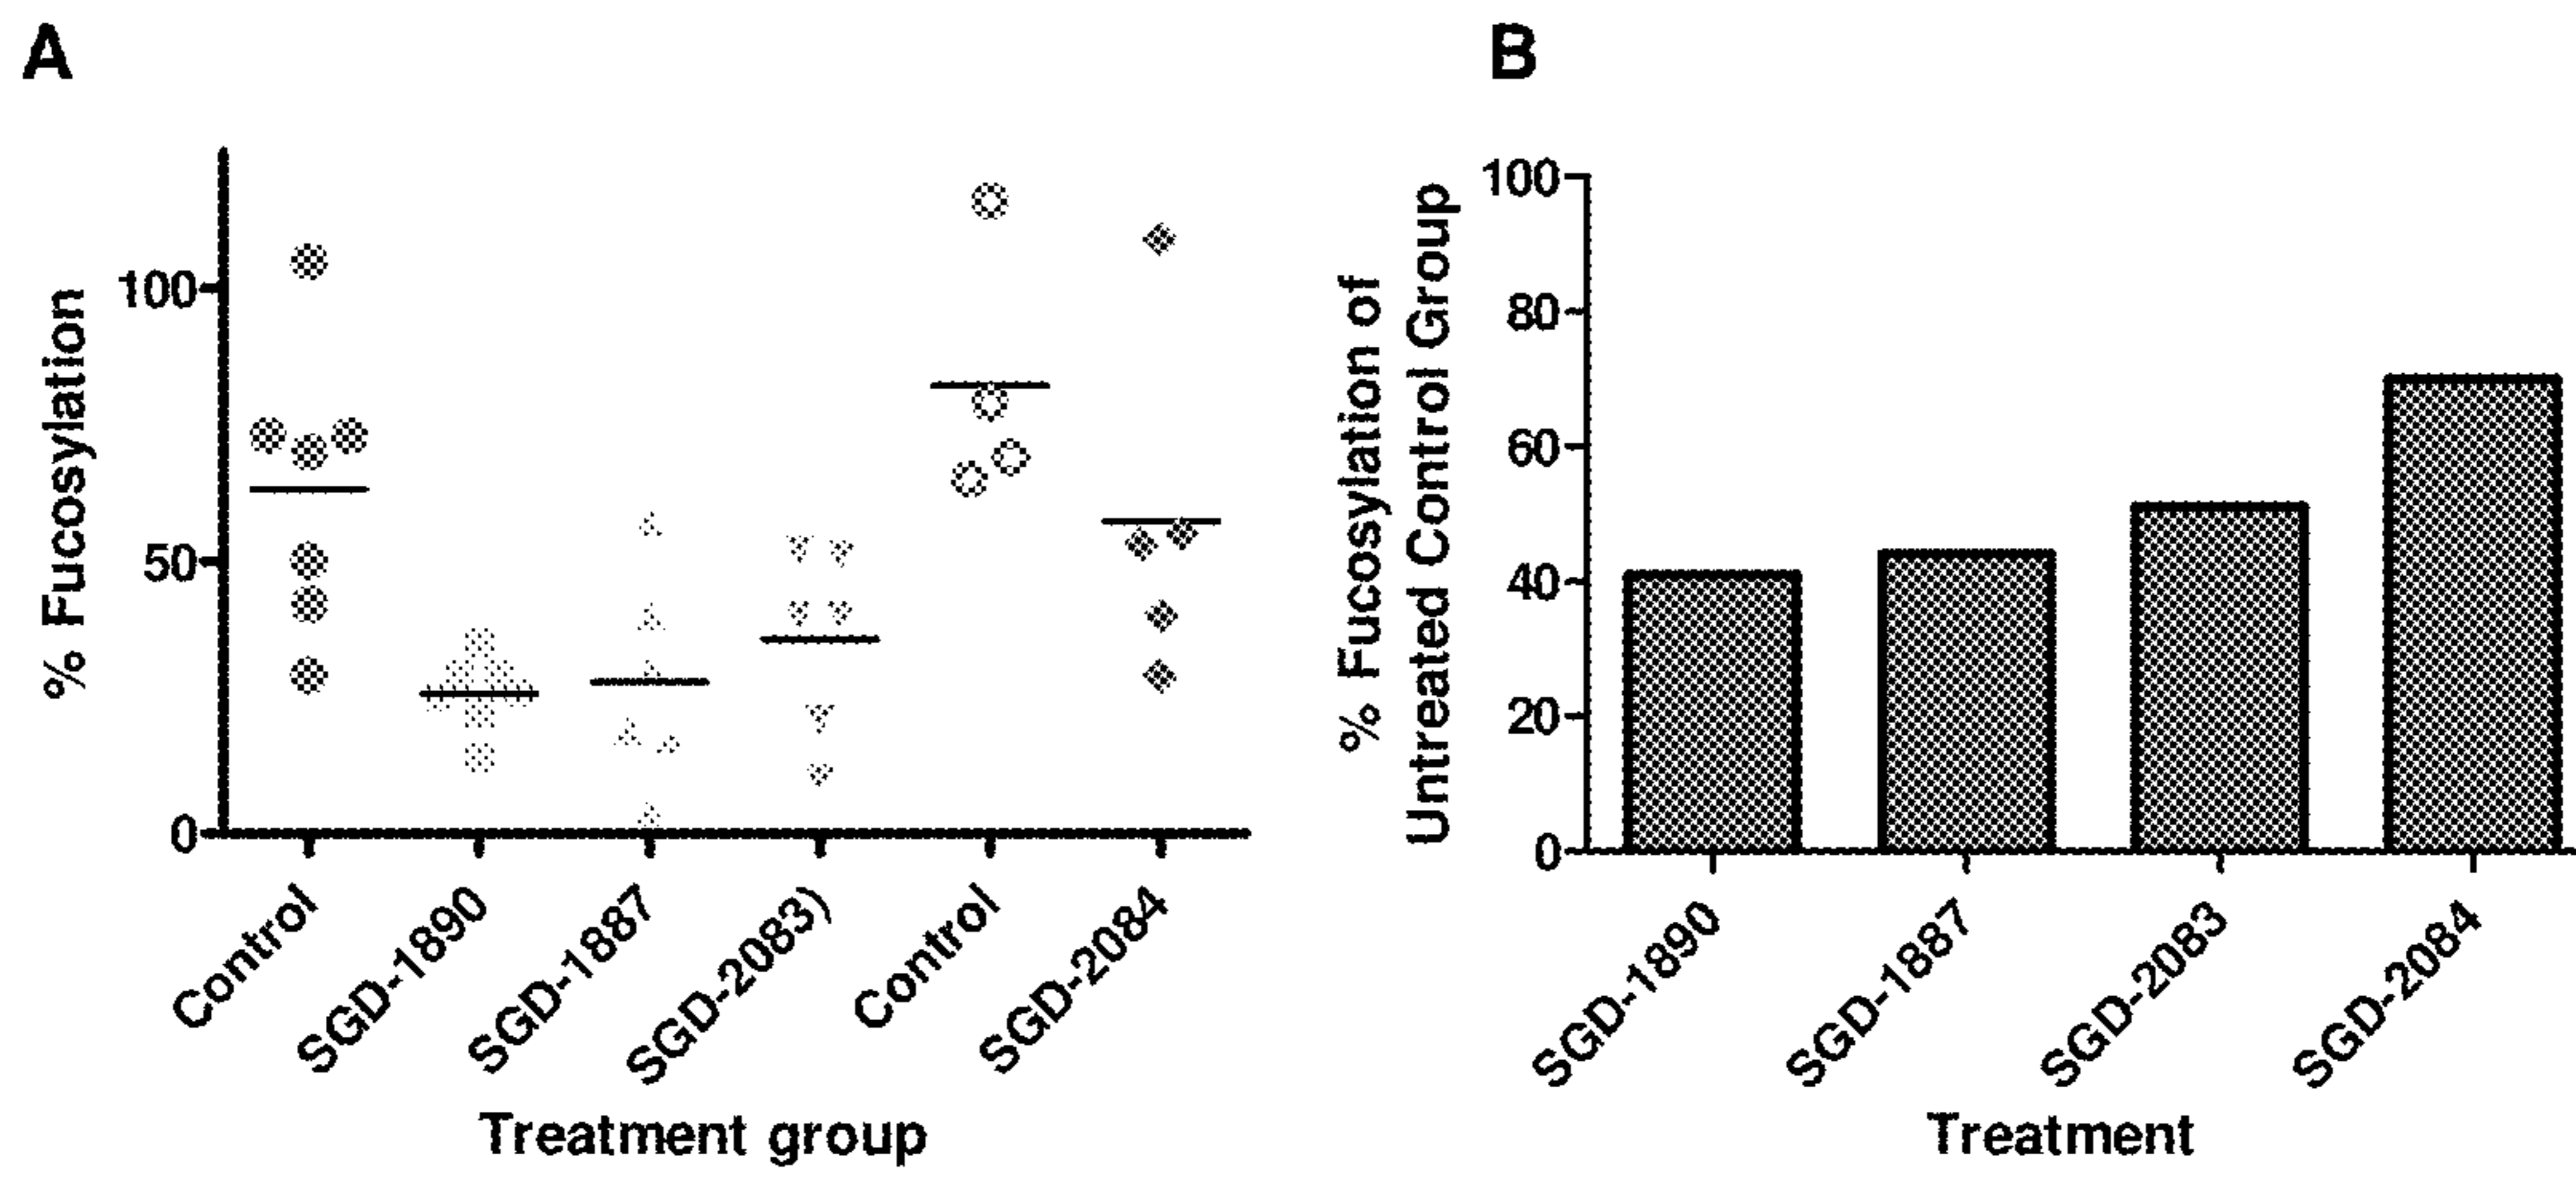 A
% Fucosylation
100
50
0
Control
SGD-1890
SGD-1887
SGD-2083)
Control
SGD-2084
Treatment group
B
% Fucosylation of
Untreated Control Group
100
80
60
40
20
0
SGD-1890
SGD-1887
SGD-2083
SGD-2084
Treatment